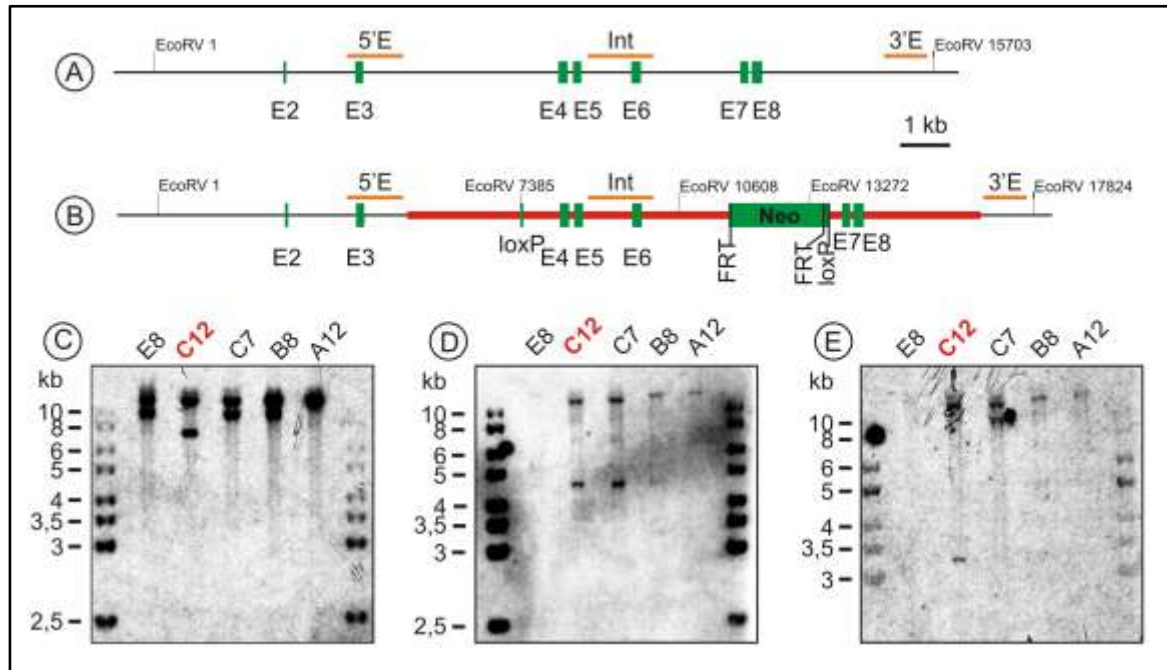 A
EcoRV 1
5'E
Int
3'E
EcoRV 15703
E2
E3
E4
E5
E6
E7
E8
1 kb
B
EcoRV 1
5'E
EcoRV 7385
Int
EcoRV 10608
EcoRV 13272
3'E
EcoRV 17824
Neo
E2
E3
loxP
E4
E5
E6
FRT
FRT
loxP
E7
E8
C
E8
C12
C7
B8
A12
kb
10
8
6
5
4
3,5
3
2,5
D
E8
C12
C7
B8
A12
kb
10
8
6
5
4
3,5
3
2,5
E
E8
C12
C7
B8
A12
kb
10
8
6
5
4
3,5
3